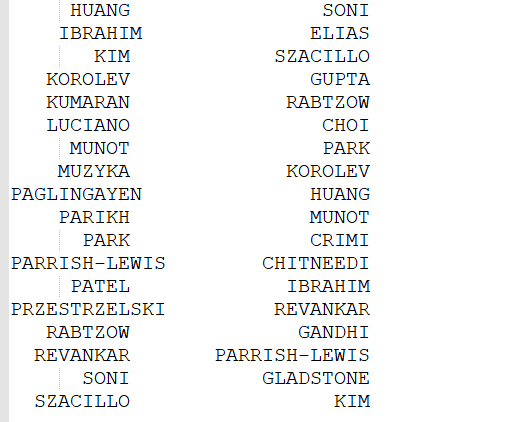 HUANG SONI
IBRAHIM ELIAS
KIM SZACILLO
KOROLEV GUPTA
KUMARAN RABTZOW
LUCIANO CHOI
MUNOT PARK
MUZYKA KOROLEV
PAGLINGAYEN HUANG
PARIKH MUNOT
PARK CRIMI
PARRISH-LEWIS CHITNEEDI
PATEL IBRAHIM
PRZESTRZELSKI REVANKAR
RABTZOW GANDHI
REVANKAR PARRISH-LEWIS
SONI GLADSTONE
SZACILLO KIM